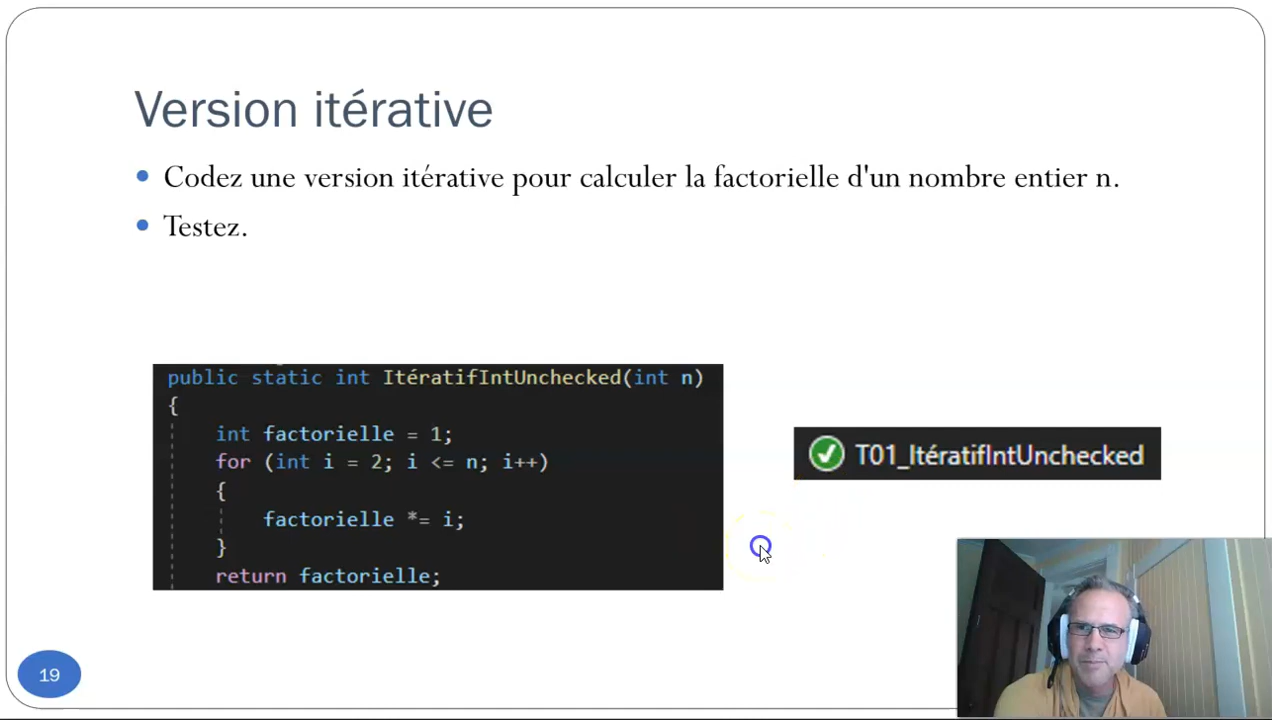 Version itérative
Codez une version itérative pour calculer la factorielle d'un nombre entier n.
Testez.
public static int ItératifIntUnchecked(int n)
{
int factorielle = 1;
for (int i = 2; i <= n; i++)
{
factorielle *= i;
}
return factorielle;
T01_ItératifIntUnchecked
19